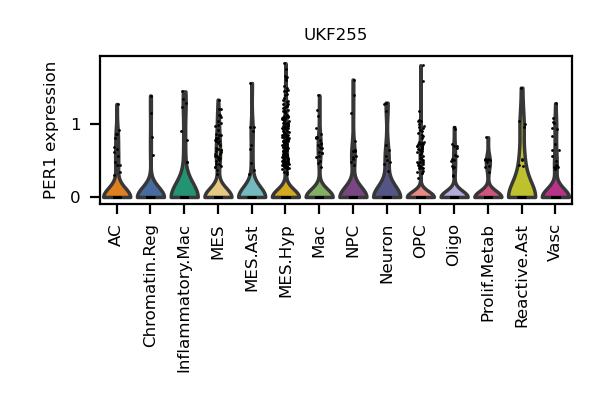 UKF255
PER1 expression
1
0
AC
Chromatin.Reg
Inflammatory.Mac
MES
MES.Ast
MES.Hyp
Mac
NPC
Neuron
OPC
Oligo
Prolif.Metab
Reactive.Ast
Vasc